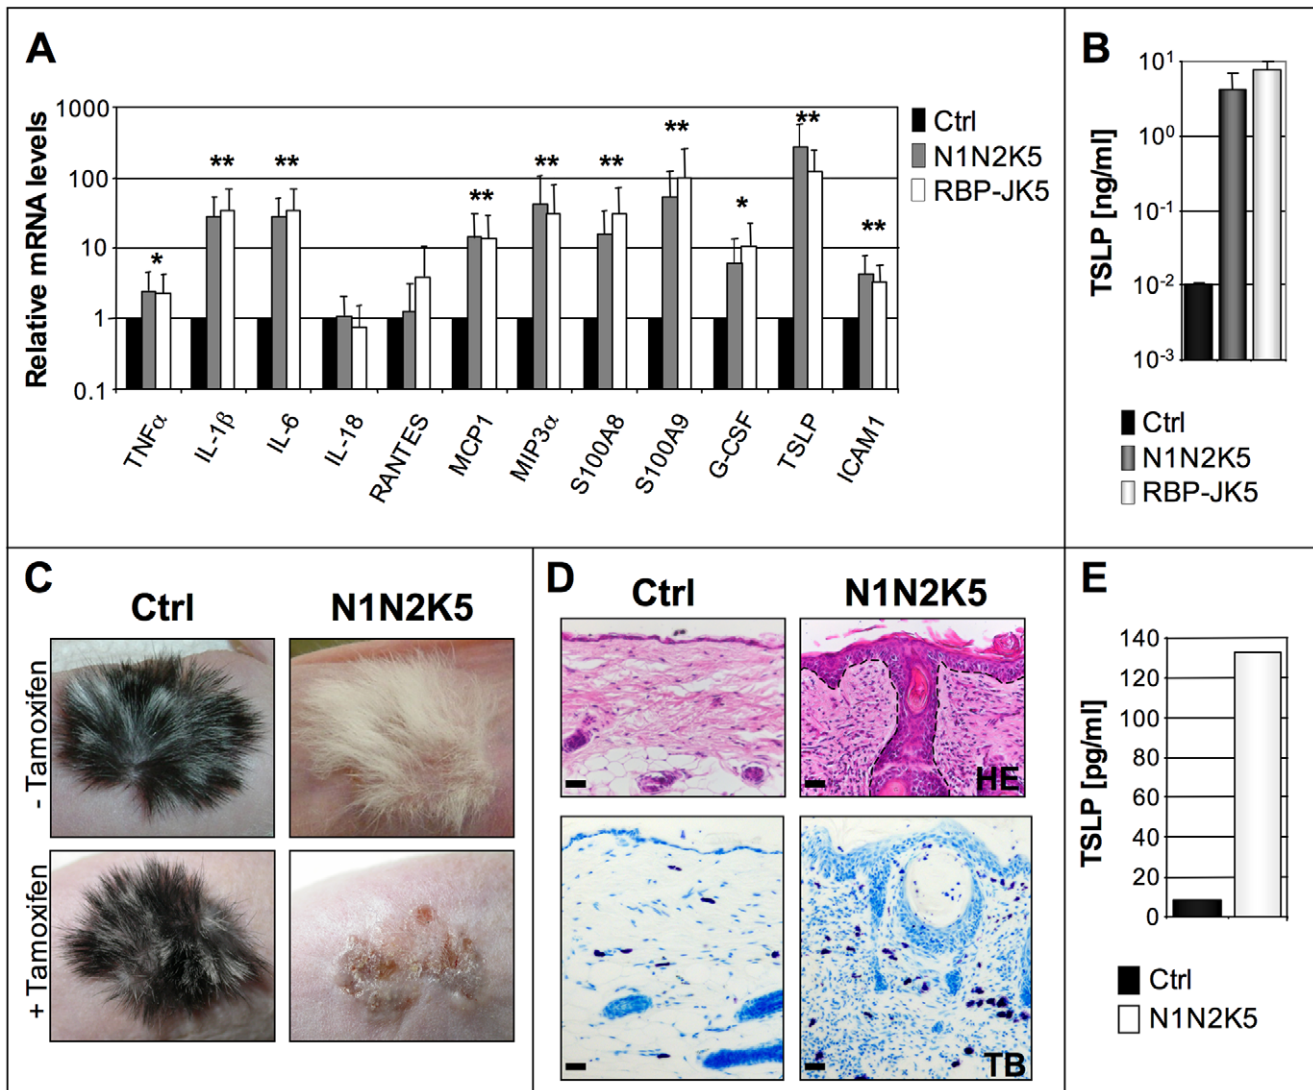 A
Relative mRNA levels
1000
100
10
1
0.1
*
**
**
**
**
**
**
*
**
**
TNFα
IL-1β
IL-6
IL-18
RANTES
MCP1
MIP3α
S100A8
S100A9
G-CSF
TSLP
ICAM1
Ctrl
N1N2K5
RBP-JK5
B
TSLP [ng/ml]
10¹
10⁰
10⁻¹
10⁻²
10⁻³
Ctrl
N1N2K5
RBP-JK5
C
Ctrl N1N2K5
- Tamoxifen
+ Tamoxifen
D
Ctrl N1N2K5
HE
TB
E
TSLP [pg/ml]
140
120
100
80
60
40
20
0
Ctrl
N1N2K5